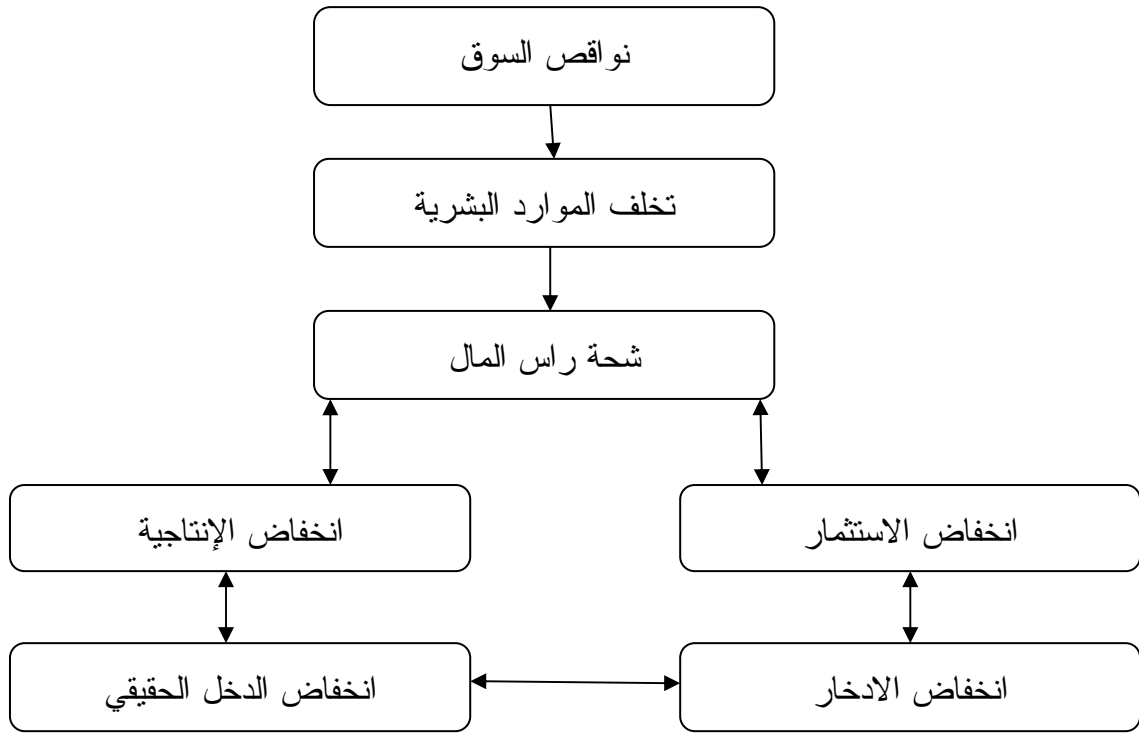 نواقص السوق
تخلف الموارد البشرية
شحة راس المال
انخفاض الاستثمار
انخفاض الإنتاجية
انخفاض الادخار
انخفاض الدخل الحقيقي